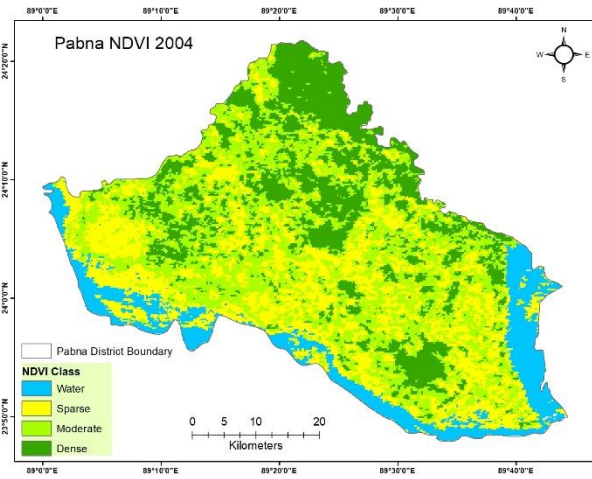 89°0'0"E 89°10'0"E 89°20'0"E 89°30'0"E 89°40'0"E
Pabna NDVI 2004
N
W E
S
24°20'0"N
24°10'0"N
24°0'0"N
23°50'0"N
Pabna District Boundary
NDVI Class
Water
Sparse
Moderate
Dense
0 5 10 20
Kilometers
89°0'0"E 89°10'0"E 89°20'0"E 89°30'0"E 89°40'0"E